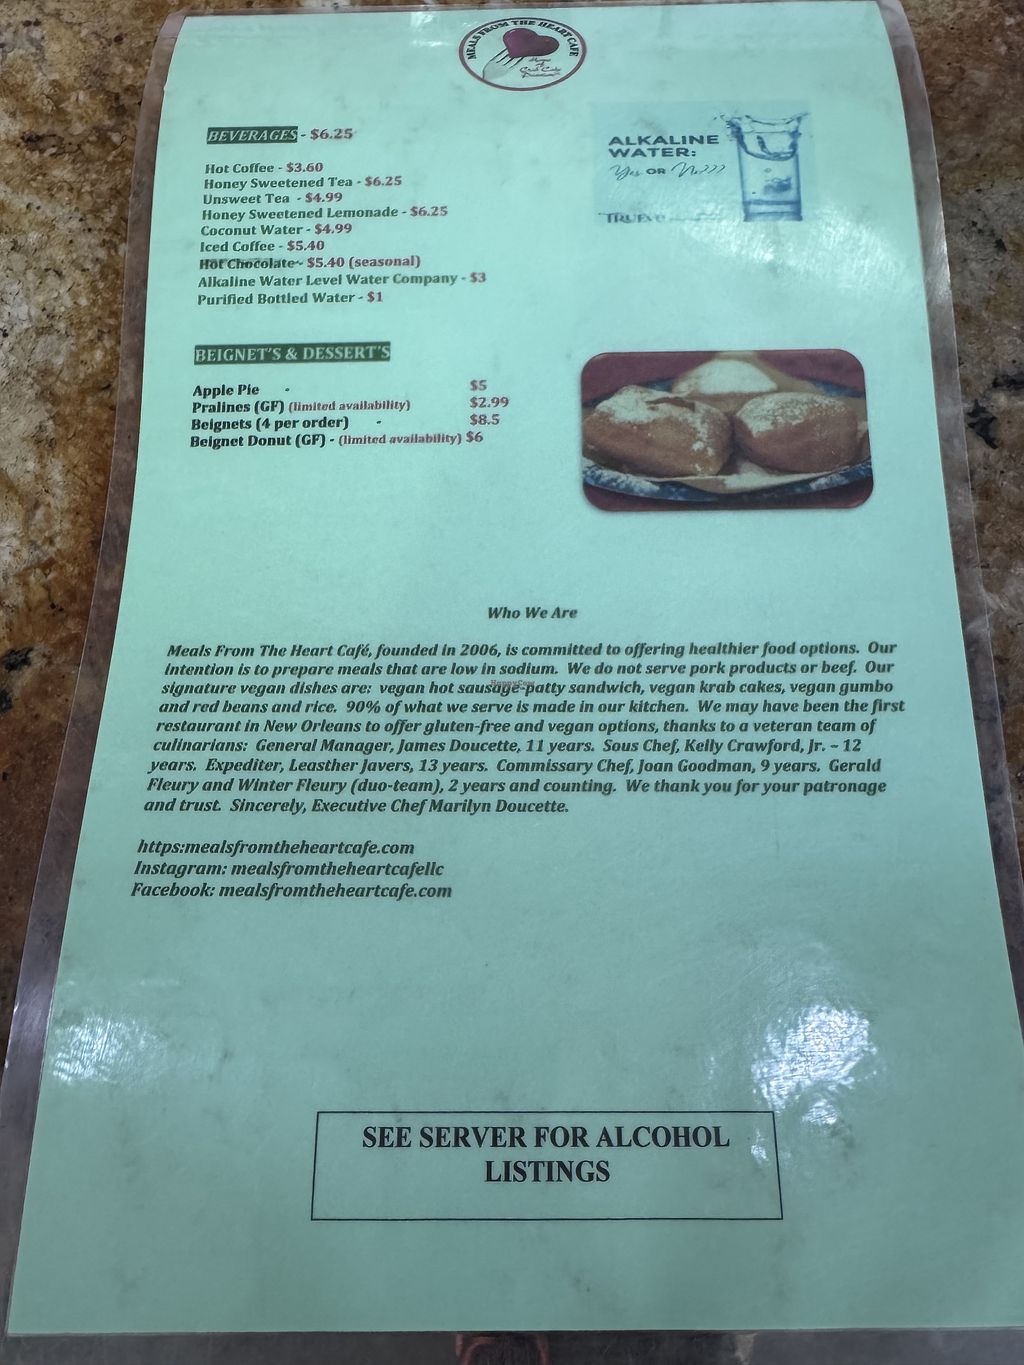 MEALS FROM THE HEART CAFE
Home
Of
Crab Cake
BEVERAGES - $6.25
Hot Coffee - $3.60
Honey Sweetened Tea - $6.25
Unsweet Tea - $4.99
Honey Sweetened Lemonade - $6.25
Coconut Water - $4.99
Iced Coffee - $5.40
Hot Chocolate - $5.40 (seasonal)
Alkaline Water Level Water Company - $3
Purified Bottled Water - $1
ALKALINE
WATER:
Yes OR No???
BEIGNET'S & DESSERT'S
Apple Pie - $5
Pralines (GF) (limited availability) $2.99
Beignets (4 per order) - $8.5
Beignet Donut (GF) - (limited availability) $6
Who We Are
Meals From The Heart Café, founded in 2006, is committed to offering healthier food options. Our
intention is to prepare meals that are low in sodium. We do not serve pork products or beef. Our
signature vegan dishes are: vegan hot sausage-patty sandwich, vegan krab cakes, vegan gumbo
and red beans and rice. 90% of what we serve is made in our kitchen. We may have been the first
restaurant in New Orleans to offer gluten-free and vegan options, thanks to a veteran team of
culinarians: General Manager, James Doucette, 11 years. Sous Chef, Kelly Crawford, Jr. – 12
years. Expediter, Leasther Javers, 13 years. Commissary Chef, Joan Goodman, 9 years. Gerald
Fleury and Winter Fleury (duo-team), 2 years and counting. We thank you for your patronage
and trust. Sincerely, Executive Chef Marilyn Doucette.
HappyCow
https:mealsfromtheheartcafe.com
Instagram: mealsfromtheheartcafellc
Facebook: mealsfromtheheartcafe.com
SEE SERVER FOR ALCOHOL
LISTINGS